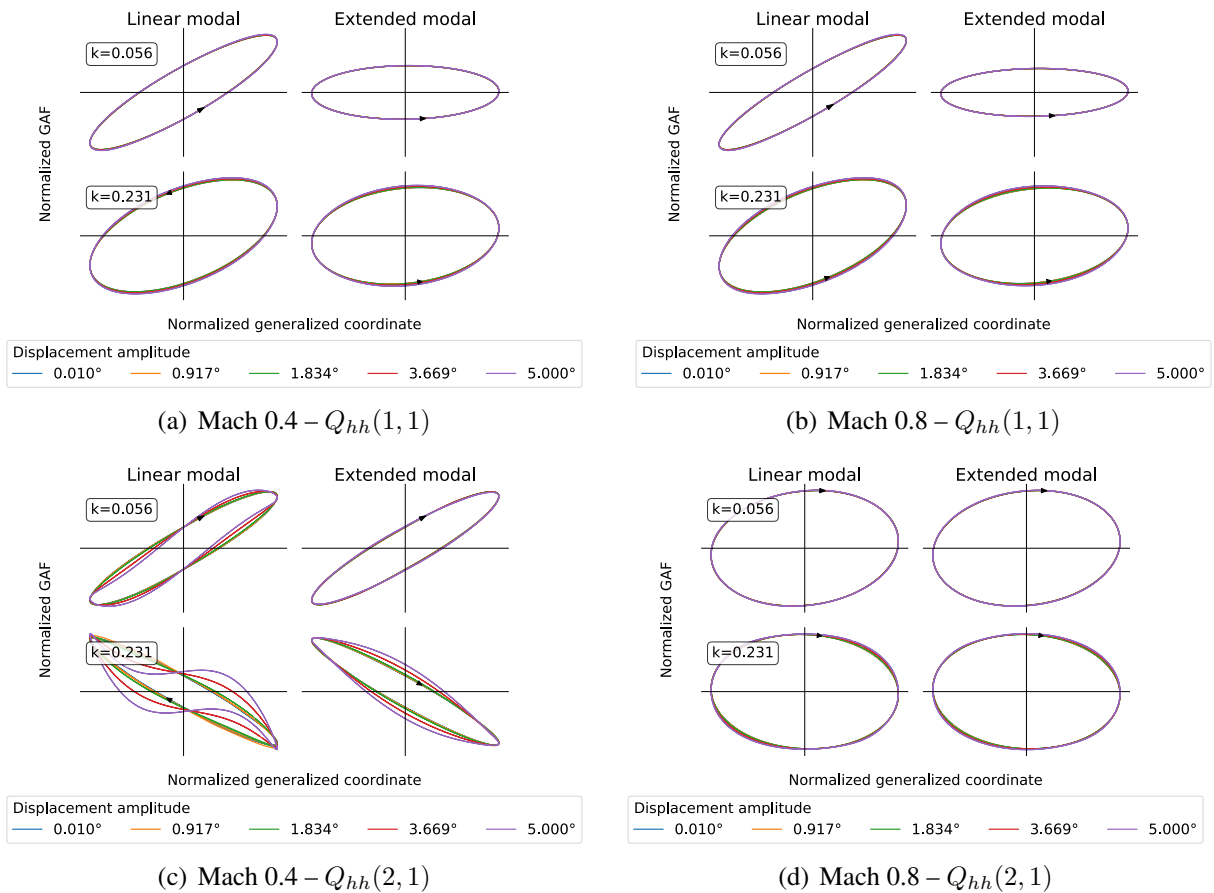 Linear modal Extended modal
k=0.056
k=0.231
Normalized GAF
Normalized generalized coordinate
Displacement amplitude
0.010° 0.917° 1.834° 3.669° 5.000°
(a) Mach 0.4 – Qhh(1, 1)
Linear modal Extended modal
k=0.056
k=0.231
Normalized GAF
Normalized generalized coordinate
Displacement amplitude
0.010° 0.917° 1.834° 3.669° 5.000°
(b) Mach 0.8 – Qhh(1, 1)
Linear modal Extended modal
k=0.056
k=0.231
Normalized GAF
Normalized generalized coordinate
Displacement amplitude
0.010° 0.917° 1.834° 3.669° 5.000°
(c) Mach 0.4 – Qhh(2, 1)
Linear modal Extended modal
k=0.056
k=0.231
Normalized GAF
Normalized generalized coordinate
Displacement amplitude
0.010° 0.917° 1.834° 3.669° 5.000°
(d) Mach 0.8 – Qhh(2, 1)